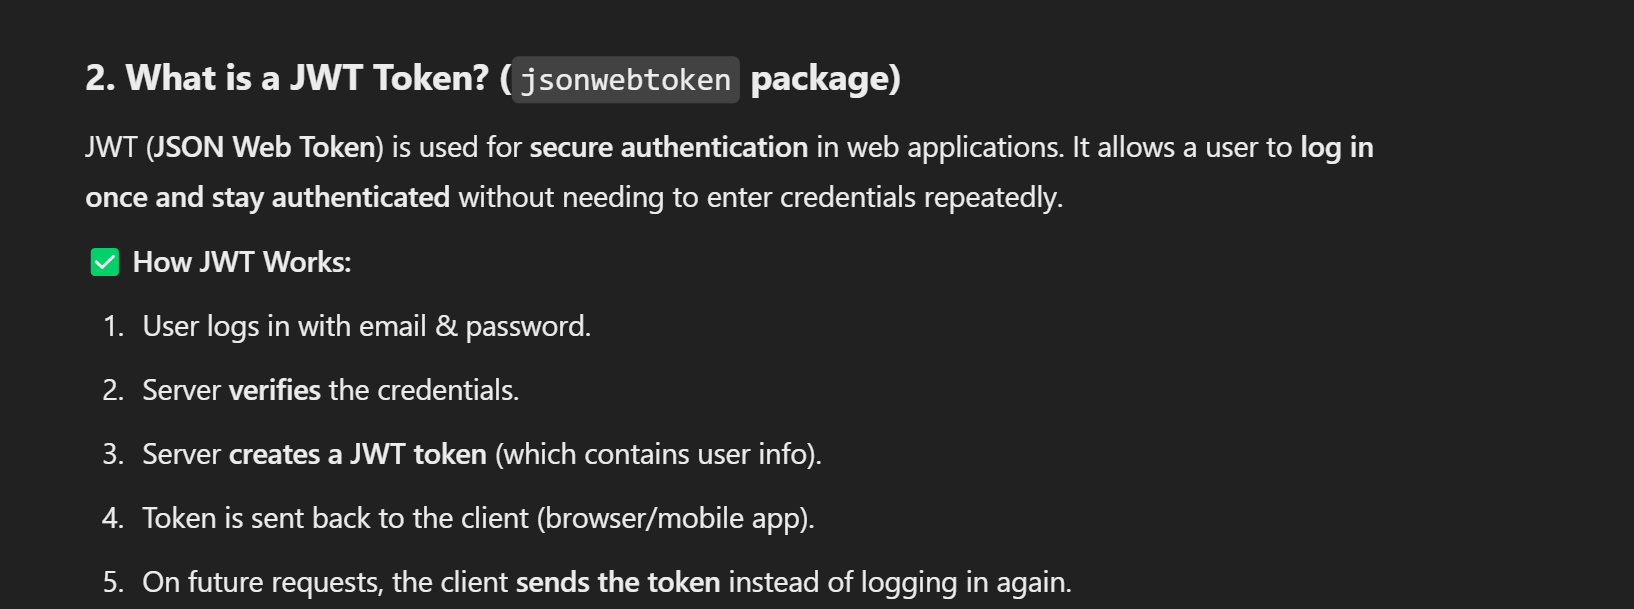 2. What is a JWT Token? (jsonwebtoken package)
JWT (JSON Web Token) is used for secure authentication in web applications. It allows a user to log in
once and stay authenticated without needing to enter credentials repeatedly.
✅ How JWT Works:
1. User logs in with email & password.
2. Server verifies the credentials.
3. Server creates a JWT token (which contains user info).
4. Token is sent back to the client (browser/mobile app).
5. On future requests, the client sends the token instead of logging in again.